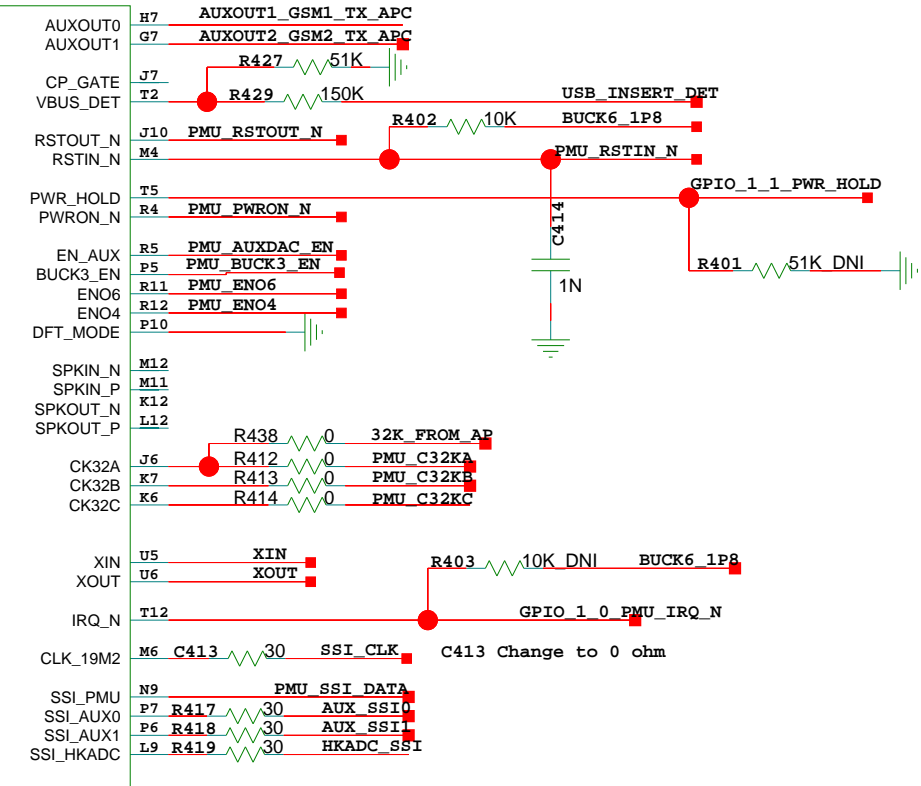 AUXOUT0 H7 AUXOUT1_GSM1_TX_APC
AUXOUT1 G7 AUXOUT2_GSM2_TX_APC
R427 51K
CP_GATE J7
VBUS_DET T2 R429 150K USB_INSERT_DET
R402 10K BUCK6_1P8
RSTOUT_N J10 PMU_RSTOUT_N
RSTIN_N M4 PMU_RSTIN_N
PWR_HOLD T5 GPIO_1_1_PWR_HOLD
PWRON_N R4 PMU_PWRON_N
C414
1N
EN_AUX R5 PMU_AUXDAC_EN
BUCK3_EN P5 PMU_BUCK3_EN
R401 51K_DNI
ENO6 R11 PMU_ENO6
ENO4 R12 PMU_ENO4
DFT_MODE P10
SPKIN_N M12
SPKIN_P M11
SPKOUT_N K12
SPKOUT_P L12
R438 0 32K_FROM_AP
CK32A J6 R412 0 PMU_C32KA
CK32B K7 R413 0 PMU_C32KB
CK32C K6 R414 0 PMU_C32KC
XIN U5 XIN
XOUT U6 XOUT
R403 10K_DNI BUCK6_1P8
IRQ_N T12 GPIO_1_0_PMU_IRQ_N
CLK_19M2 M6 C413 30 SSI_CLK C413 Change to 0 ohm
SSI_PMU N9 PMU_SSI_DATA
SSI_AUX0 P7 R417 30 AUX_SSI0
SSI_AUX1 P6 R418 30 AUX_SSI1
SSI_HKADC L9 R419 30 HKADC_SSI